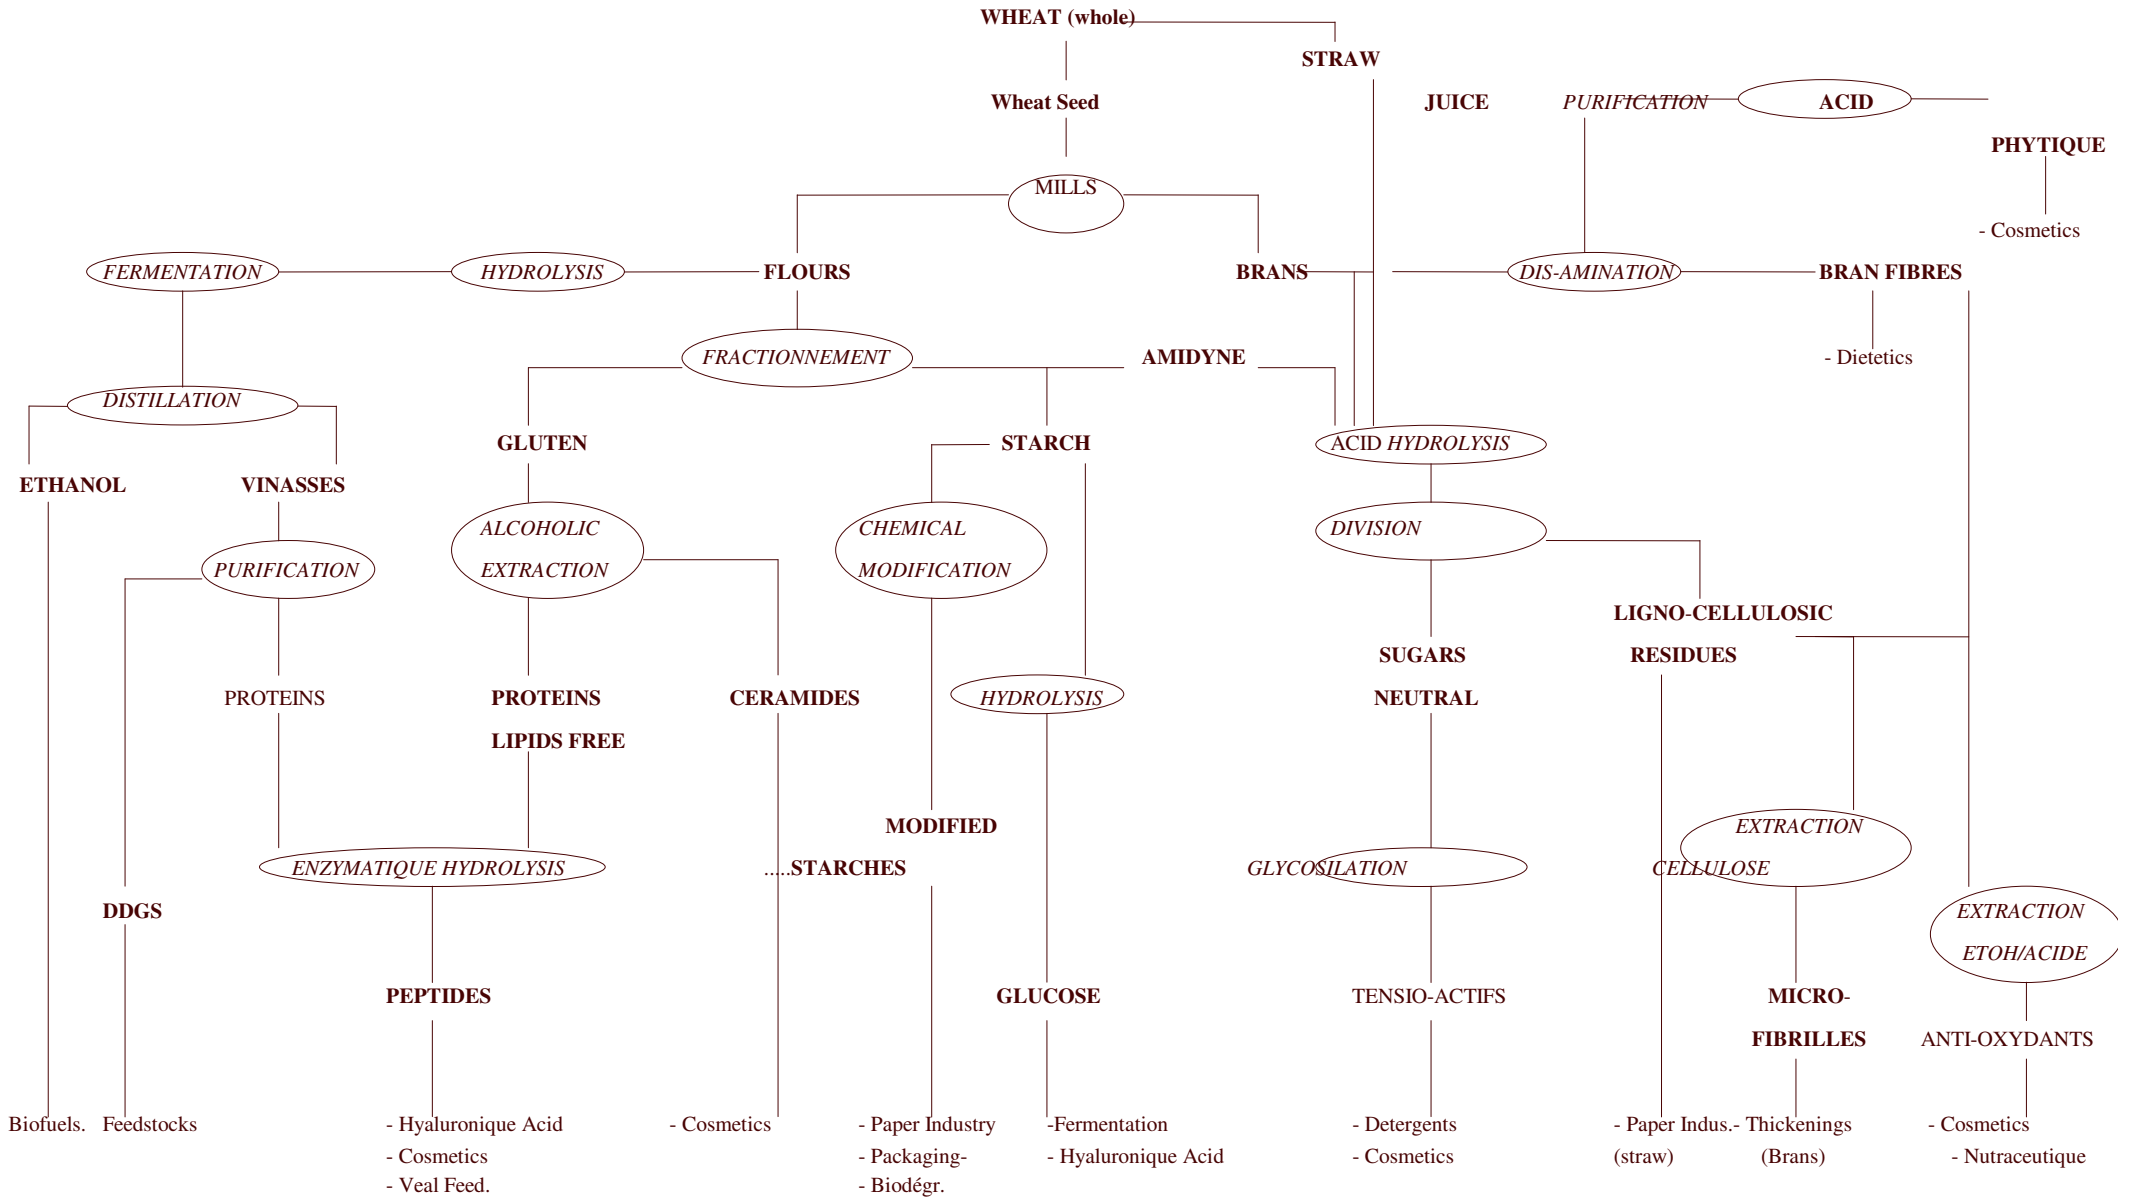 WHEAT (whole)
STRAW
Wheat Seed
JUICE
PURIFICATION
ACID
PHYTIQUE
MILLS
- Cosmetics
FERMENTATION
HYDROLYSIS
FLOURS
BRANS
DIS-AMINATION
BRAN FIBRES
FRACTIONNEMENT
AMIDYNE
- Dietetics
DISTILLATION
GLUTEN
STARCH
ACID HYDROLYSIS
ETHANOL
VINASSES
ALCOHOLIC
EXTRACTION
CHEMICAL
MODIFICATION
DIVISION
PURIFICATION
LIGNO-CELLULOSIC
RESIDUES
SUGARS
NEUTRAL
PROTEINS
PROTEINS
LIPIDS FREE
CERAMIDES
HYDROLYSIS
MODIFIED
.....STARCHES
EXTRACTION
CELLULOSE
ENZYMATIQUE HYDROLYSIS
GLYCOSILATION
DDGS
EXTRACTION
ETOH/ACIDE
PEPTIDES
GLUCOSE
TENSIO-ACTIFS
MICRO-
FIBRILLES
ANTI-OXYDANTS
Biofuels.
Feedstocks
- Hyaluronique Acid
- Cosmetics
- Veal Feed.
- Cosmetics
- Paper Industry
- Packaging-
- Biodégr.
-Fermentation
- Hyaluronique Acid
- Detergents
- Cosmetics
- Paper Indus.
(straw)
- Thickenings
(Brans)
- Cosmetics
- Nutraceutique